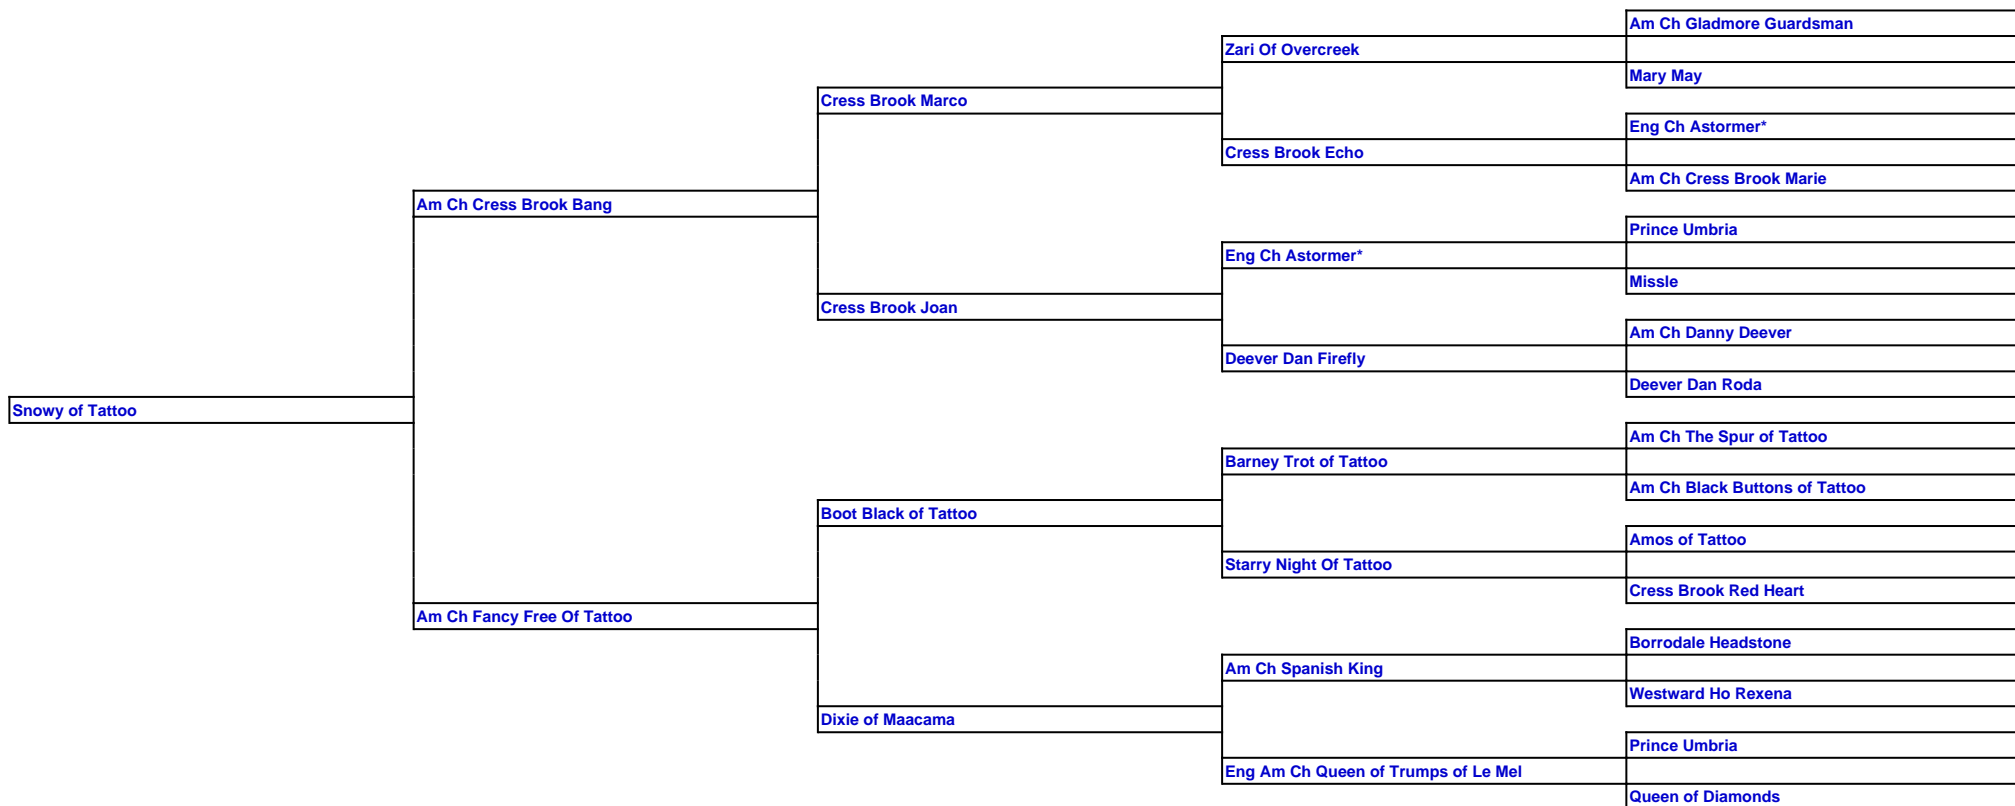 Am Ch Gladmore Guardsman
Zari Of Overcreek
Mary May
Cress Brook Marco
Eng Ch Astormer*
Cress Brook Echo
Am Ch Cress Brook Marie
Am Ch Cress Brook Bang
Prince Umbria
Eng Ch Astormer*
Missle
Cress Brook Joan
Am Ch Danny Deever
Deever Dan Firefly
Deever Dan Roda
Snowy of Tattoo
Am Ch The Spur of Tattoo
Barney Trot of Tattoo
Am Ch Black Buttons of Tattoo
Boot Black of Tattoo
Amos of Tattoo
Starry Night Of Tattoo
Cress Brook Red Heart
Am Ch Fancy Free Of Tattoo
Borrodale Headstone
Am Ch Spanish King
Westward Ho Rexena
Dixie of Maacama
Prince Umbria
Eng Am Ch Queen of Trumps of Le Mel
Queen of Diamonds